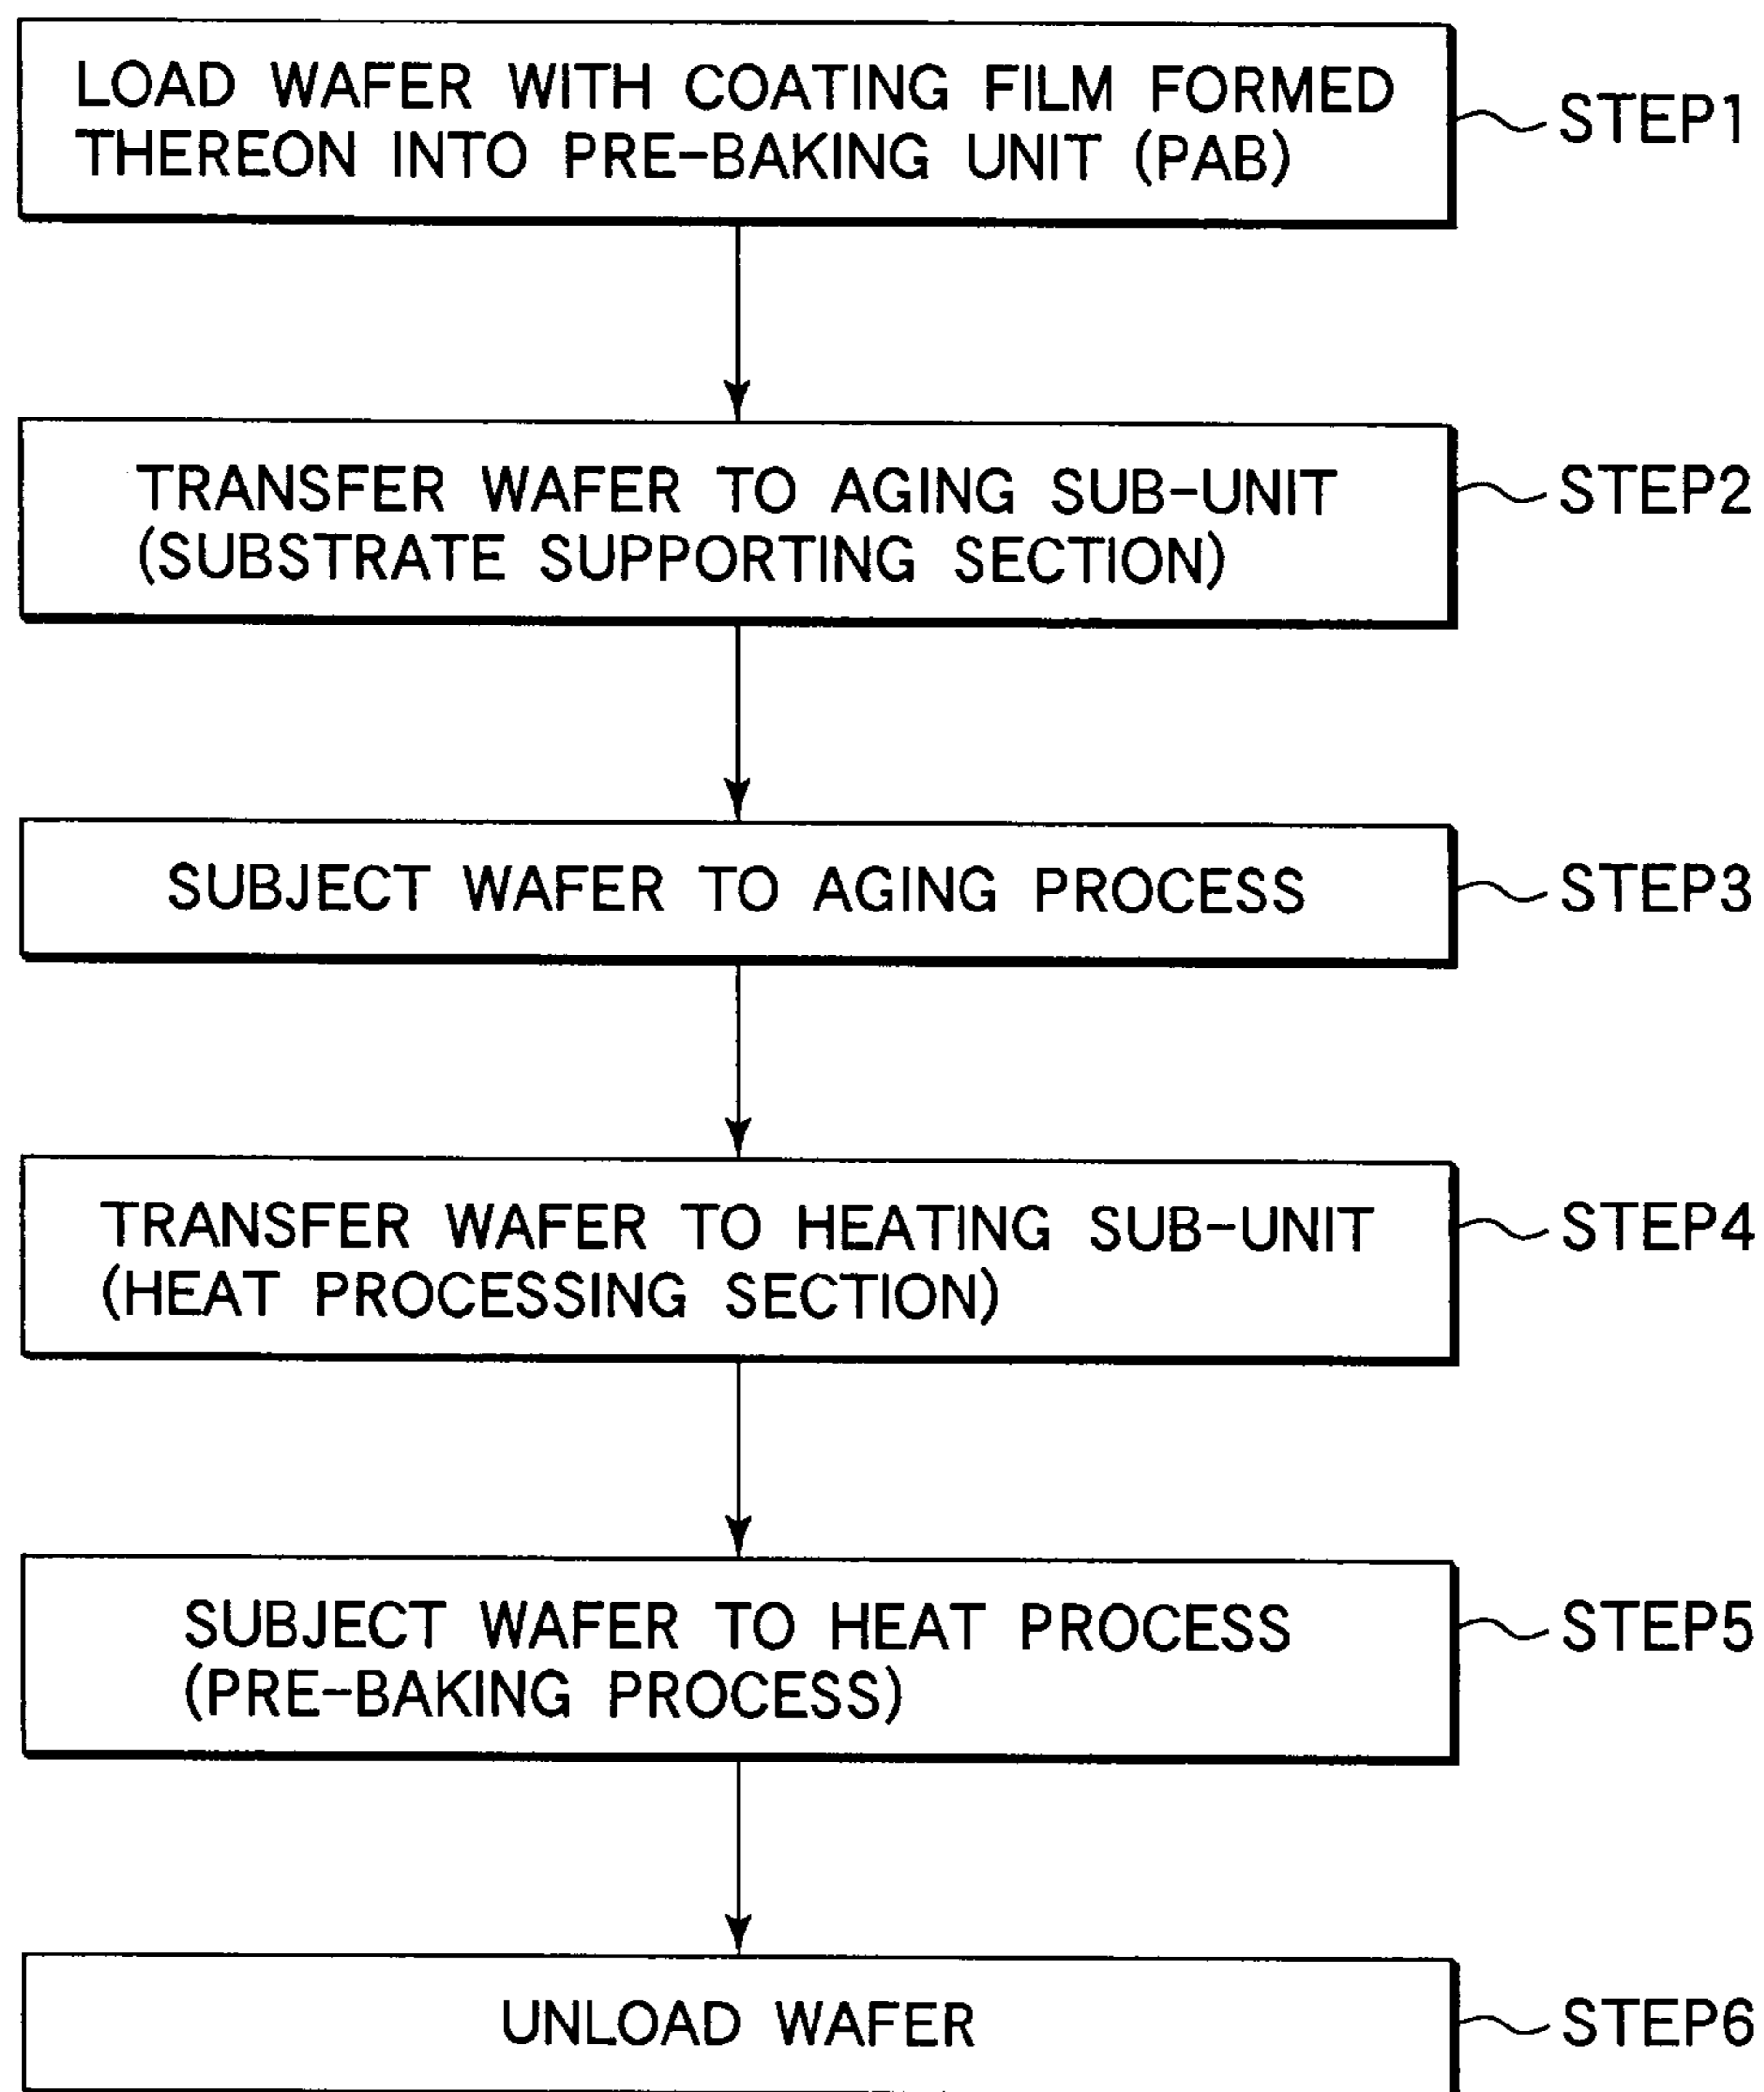 LOAD WAFER WITH COATING FILM FORMED
THEREON INTO PRE-BAKING UNIT (PAB)
STEP1
TRANSFER WAFER TO AGING SUB-UNIT
(SUBSTRATE SUPPORTING SECTION)
STEP2
SUBJECT WAFER TO AGING PROCESS
STEP3
TRANSFER WAFER TO HEATING SUB-UNIT
(HEAT PROCESSING SECTION)
STEP4
SUBJECT WAFER TO HEAT PROCESS
(PRE-BAKING PROCESS)
STEP5
UNLOAD WAFER
STEP6